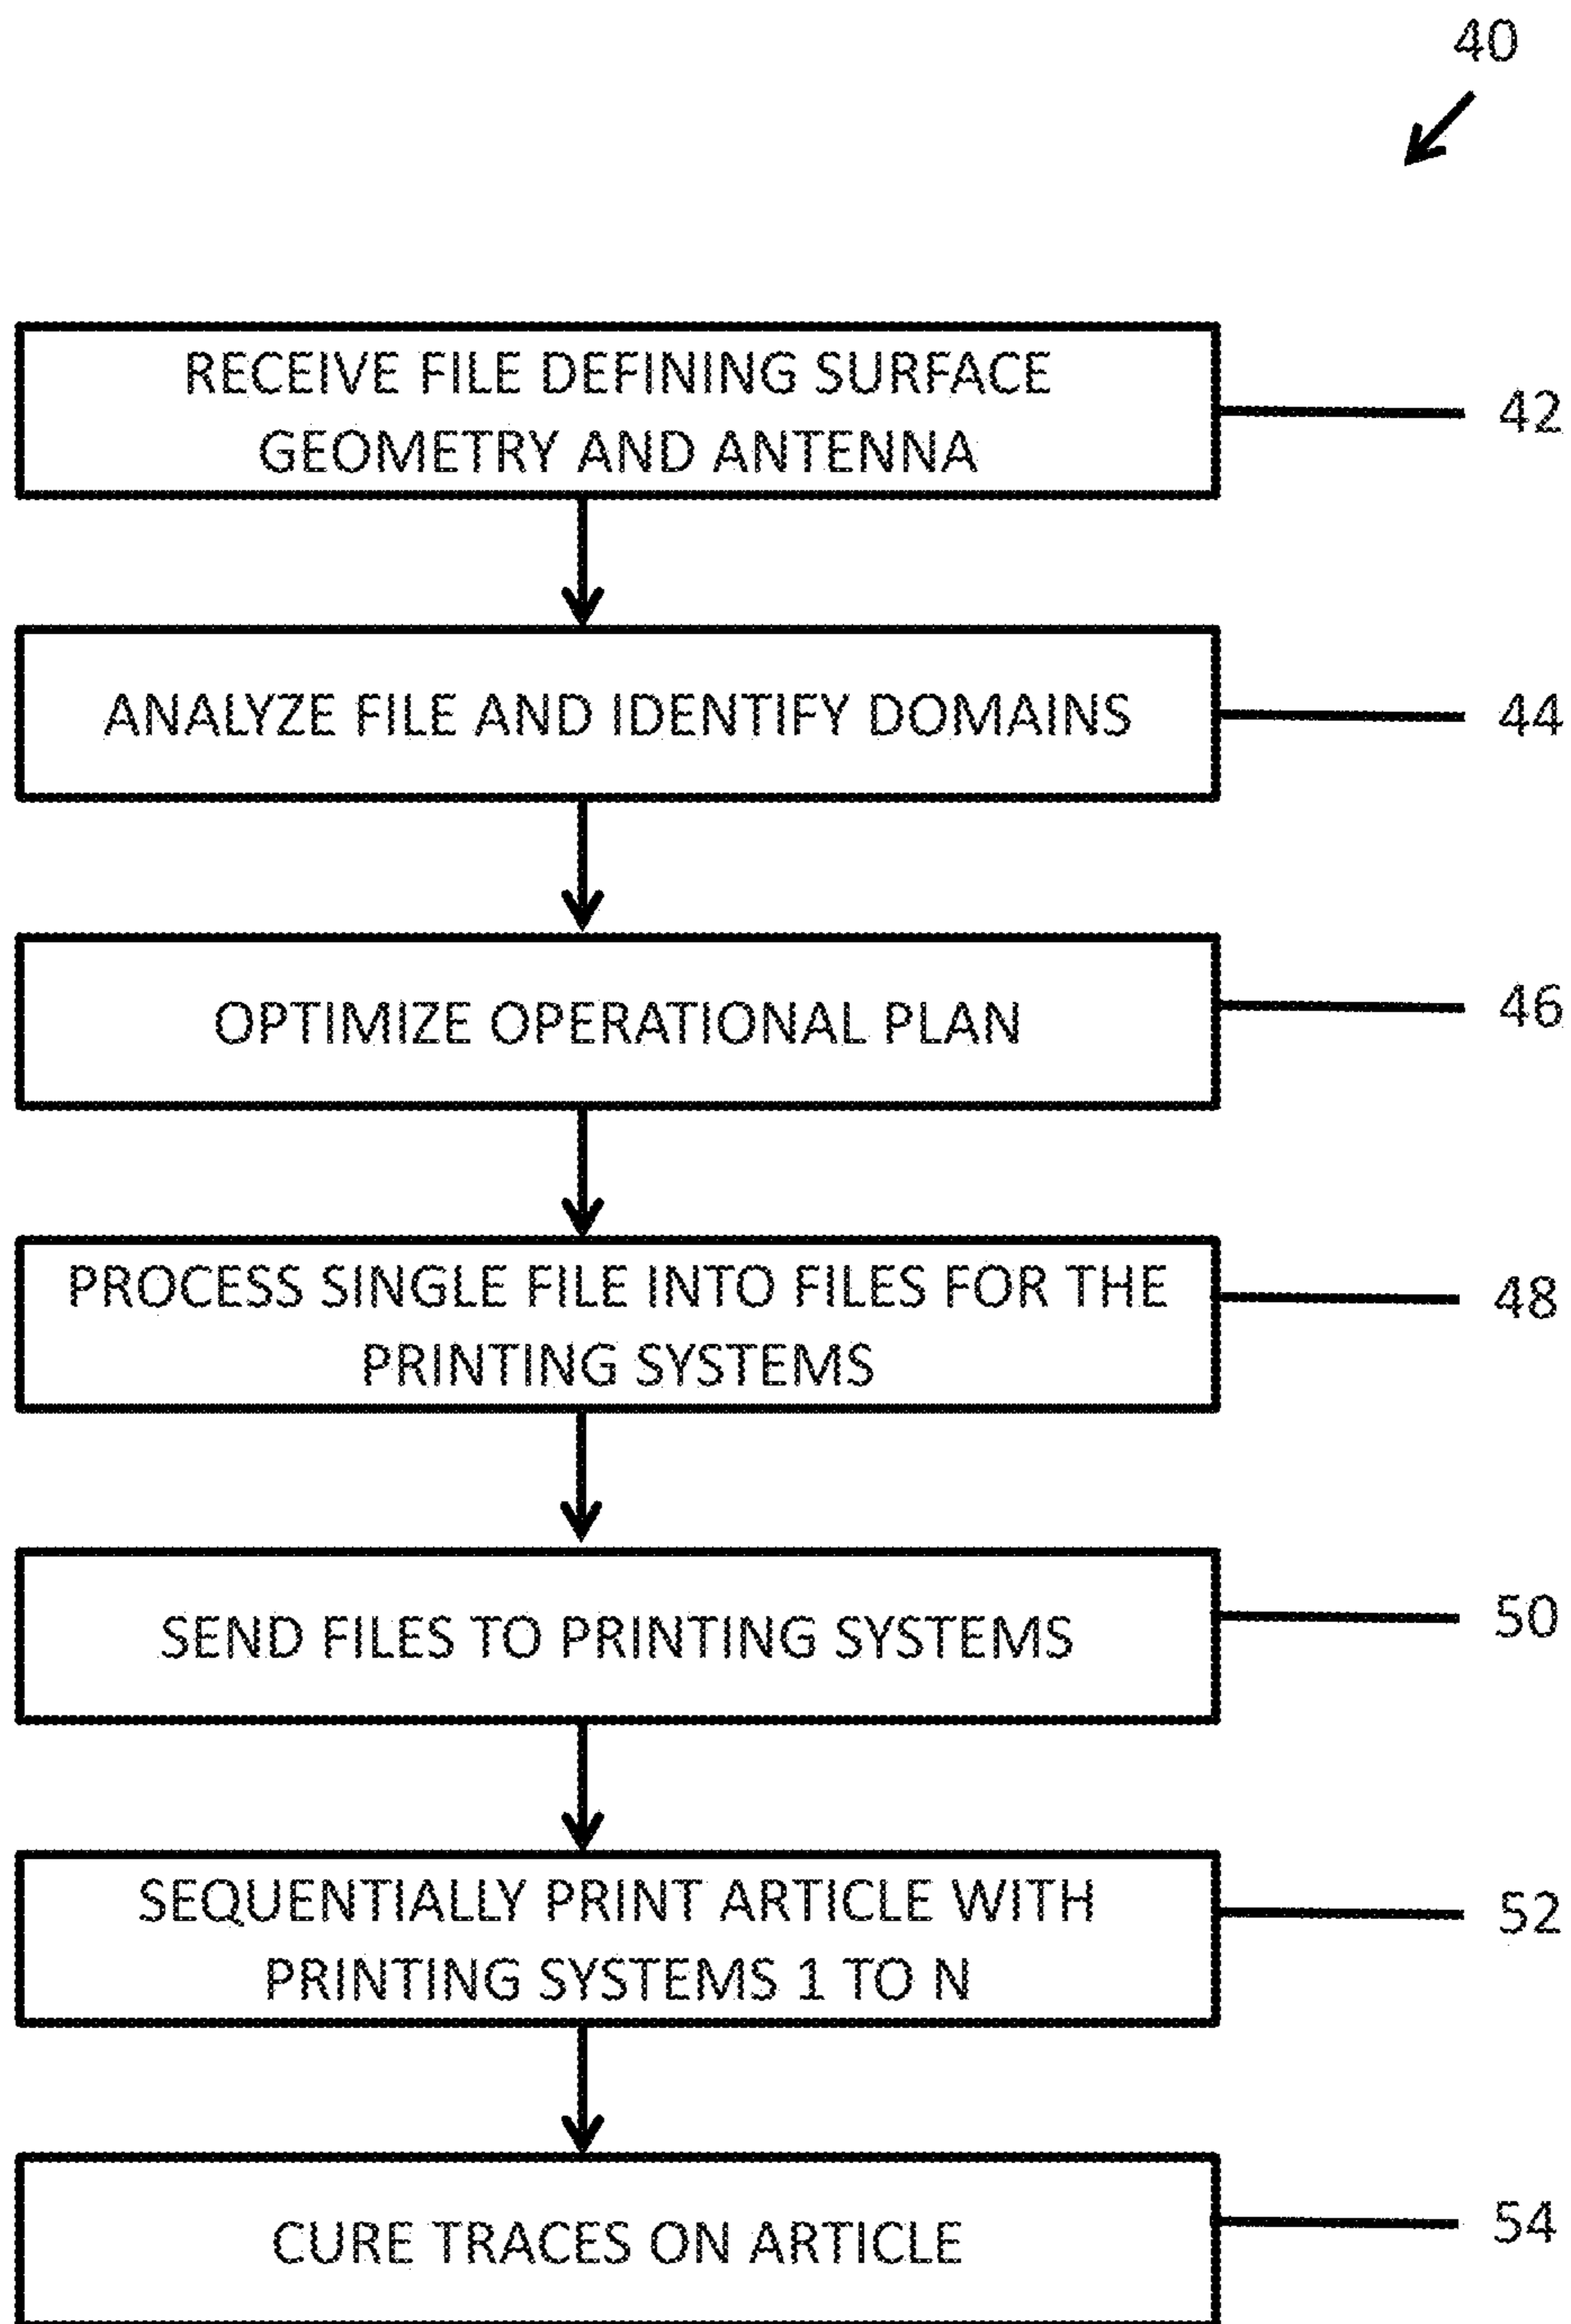 40
RECEIVE FILE DEFINING SURFACE
GEOMETRY AND ANTENNA
42
ANALYZE FILE AND IDENTIFY DOMAINS
44
OPTIMIZE OPERATIONAL PLAN
46
PROCESS SINGLE FILE INTO FILES FOR THE
PRINTING SYSTEMS
48
SEND FILES TO PRINTING SYSTEMS
50
SEQUENTIALLY PRINT ARTICLE WITH
PRINTING SYSTEMS 1 TO N
52
CURE TRACES ON ARTICLE
54